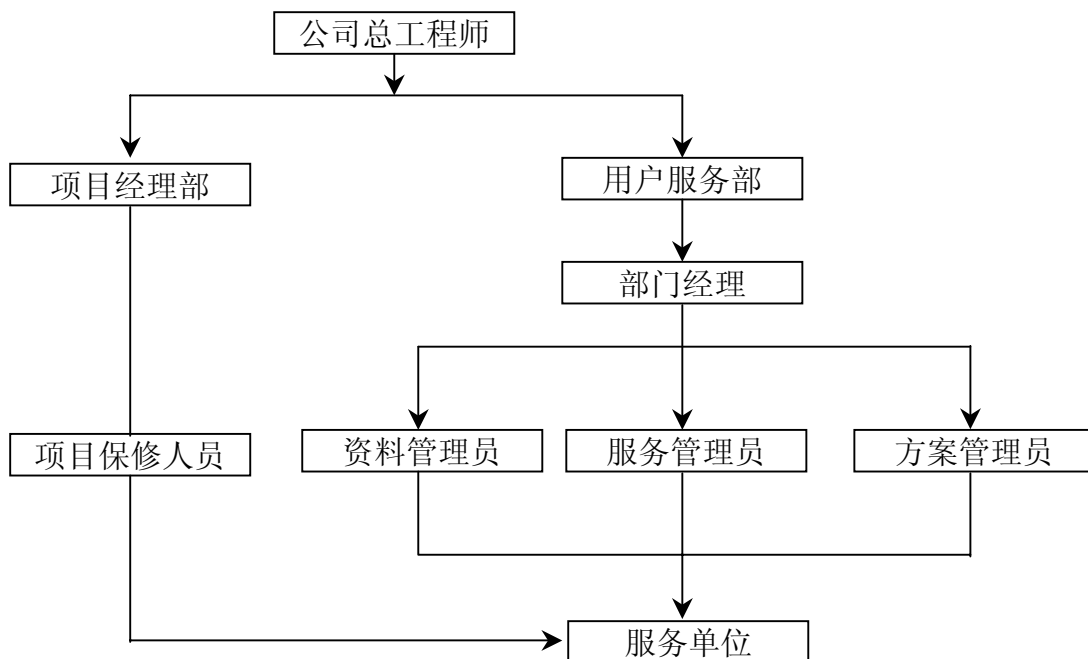 公司总工程师
项目经理部
用户服务部
部门经理
项目保修人员
资料管理员
服务管理员
方案管理员
服务单位